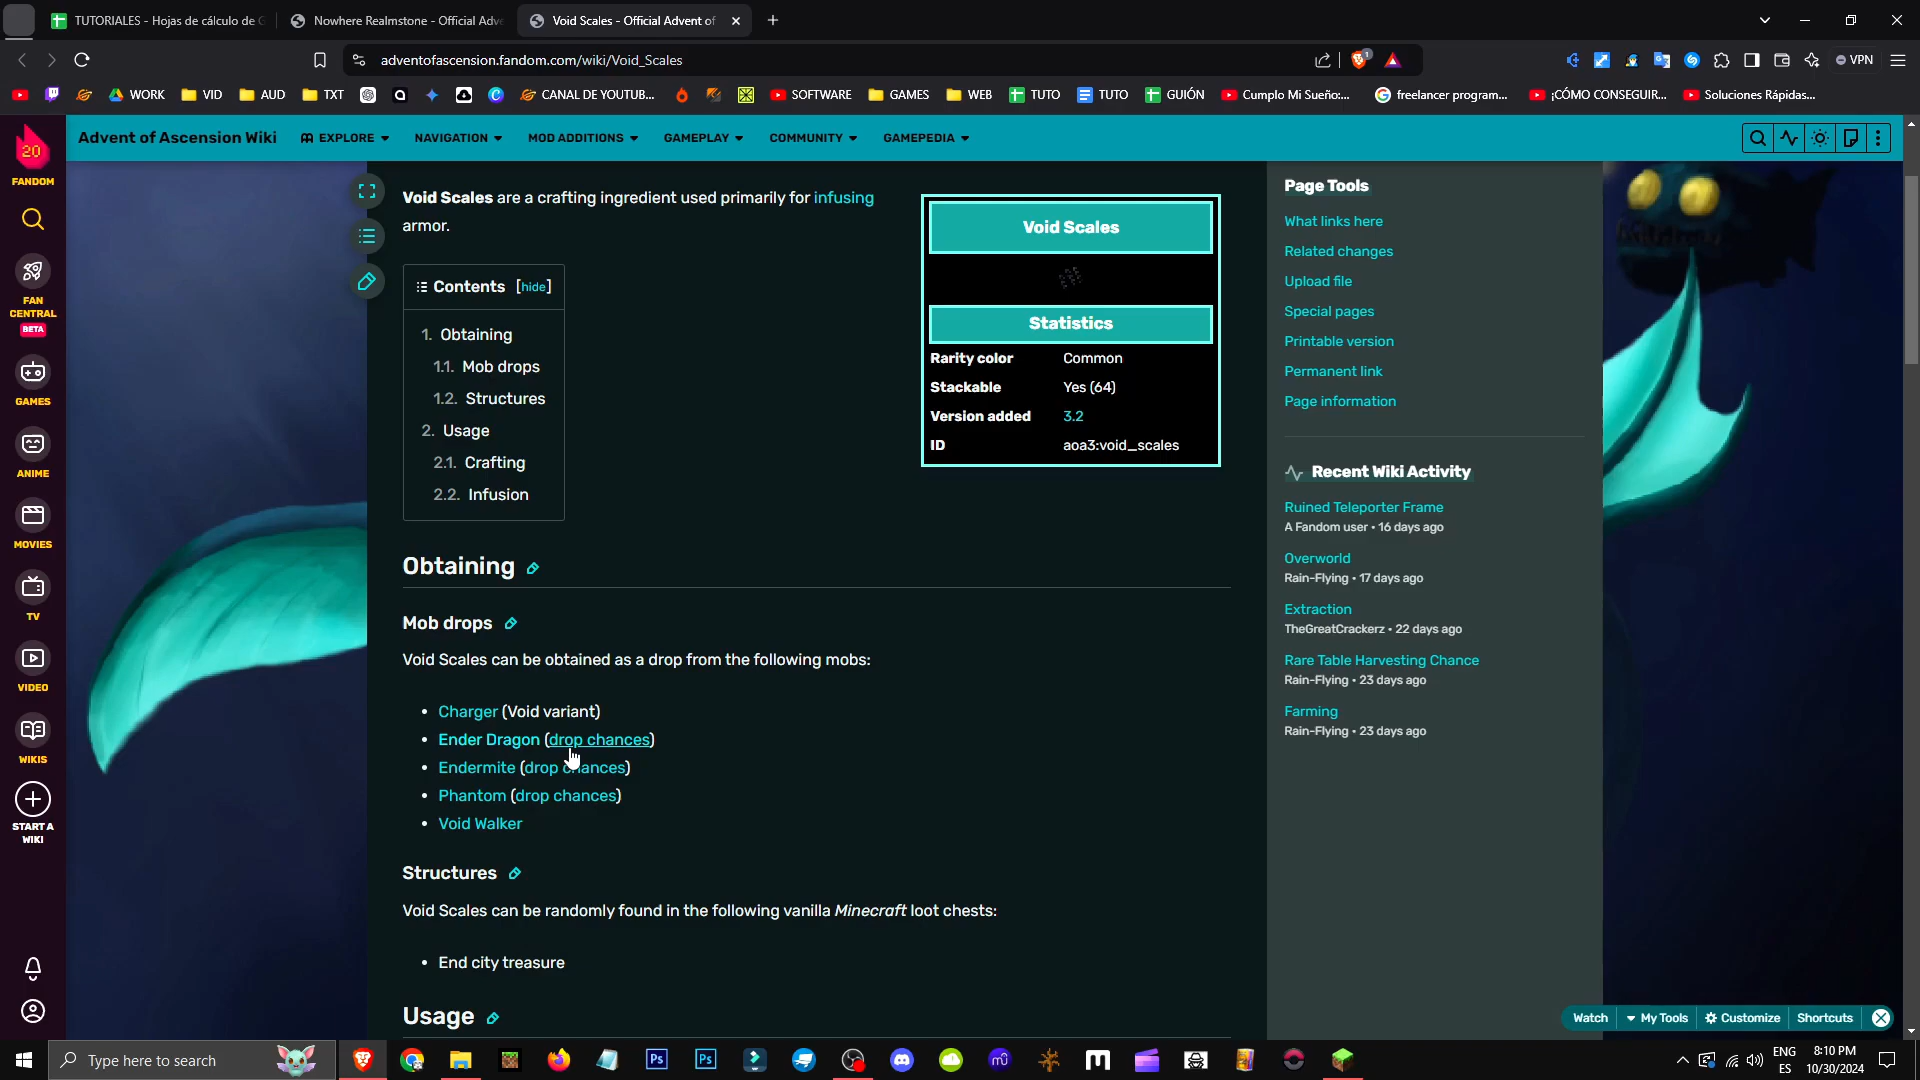 TUTORIALES - Hojas de cálculo de G
Nowhere Realmstone - Official Adve
Void Scales - Official Advent of
adventofascension.fandom.com/wiki/Void_Scales
1
VPN
WORK
VID
AUD
TXT
CANAL DE YOUTUB...
SOFTWARE
GAMES
WEB
TUTO
TUTO
GUIÓN
Cumplo Mi Sueño:...
freelancer program...
¡CÓMO CONSEGUIR...
Soluciones Rápidas...
Advent of Ascension Wiki
EXPLORE
NAVIGATION
MOD ADDITIONS
GAMEPLAY
COMMUNITY
GAMEPEDIA
20
FANDOM
FAN CENTRAL
BETA
GAMES
ANIME
MOVIES
TV
VIDEO
WIKIS
START A WIKI
Void Scales are a crafting ingredient used primarily for infusing
armor.
Contents [hide]
1. Obtaining
1.1. Mob drops
1.2. Structures
2. Usage
2.1. Crafting
2.2. Infusion
Void Scales
Statistics
Rarity color Common
Stackable Yes (64)
Version added 3.2
ID aoa3:void_scales
Obtaining
Mob drops
Void Scales can be obtained as a drop from the following mobs:
• Charger (Void variant)
• Ender Dragon (drop chances)
• Endermite (drop chances)
• Phantom (drop chances)
• Void Walker
Structures
Void Scales can be randomly found in the following vanilla Minecraft loot chests:
• End city treasure
Usage
Page Tools
What links here
Related changes
Upload file
Special pages
Printable version
Permanent link
Page information
Recent Wiki Activity
Ruined Teleporter Frame
A Fandom user • 16 days ago
Overworld
Rain-Flying • 17 days ago
Extraction
TheGreatCrackerz • 22 days ago
Rare Table Harvesting Chance
Rain-Flying • 23 days ago
Farming
Rain-Flying • 23 days ago
Watch
My Tools
Customize
Shortcuts
Type here to search
Ps
Ps
ENG
ES
8:10 PM
10/30/2024